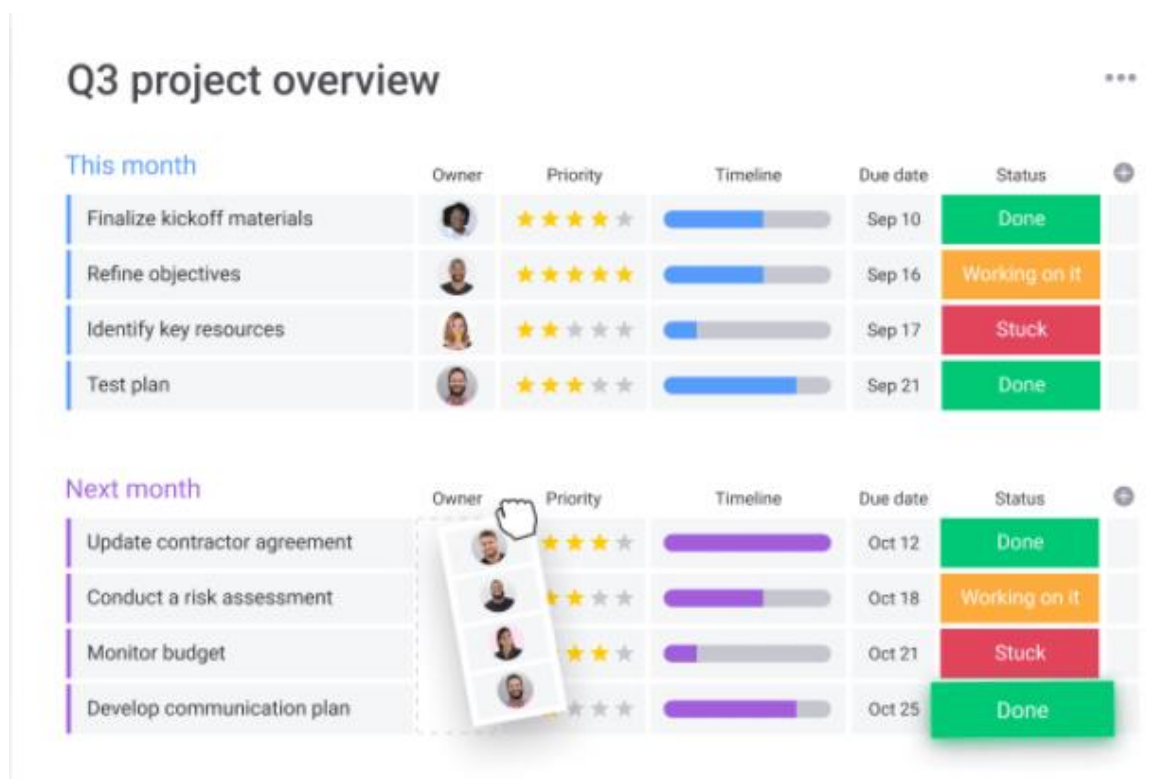 Q3 project overview
This month Owner Priority Timeline Due date Status
Finalize kickoff materials Sep 10 Done
Refine objectives Sep 16 Working on it
Identify key resources Sep 17 Stuck
Test plan Sep 21 Done
Next month Owner Priority Timeline Due date Status
Update contractor agreement Oct 12 Done
Conduct a risk assessment Oct 18 Working on it
Monitor budget Oct 21 Stuck
Develop communication plan Oct 25 Done